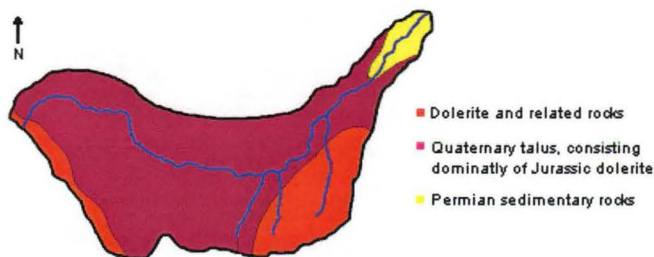 N
Dolerite and related rocks
Quaternary talus, consisting
dominatly of Jurassic dolerite
Permian sedimentary rocks